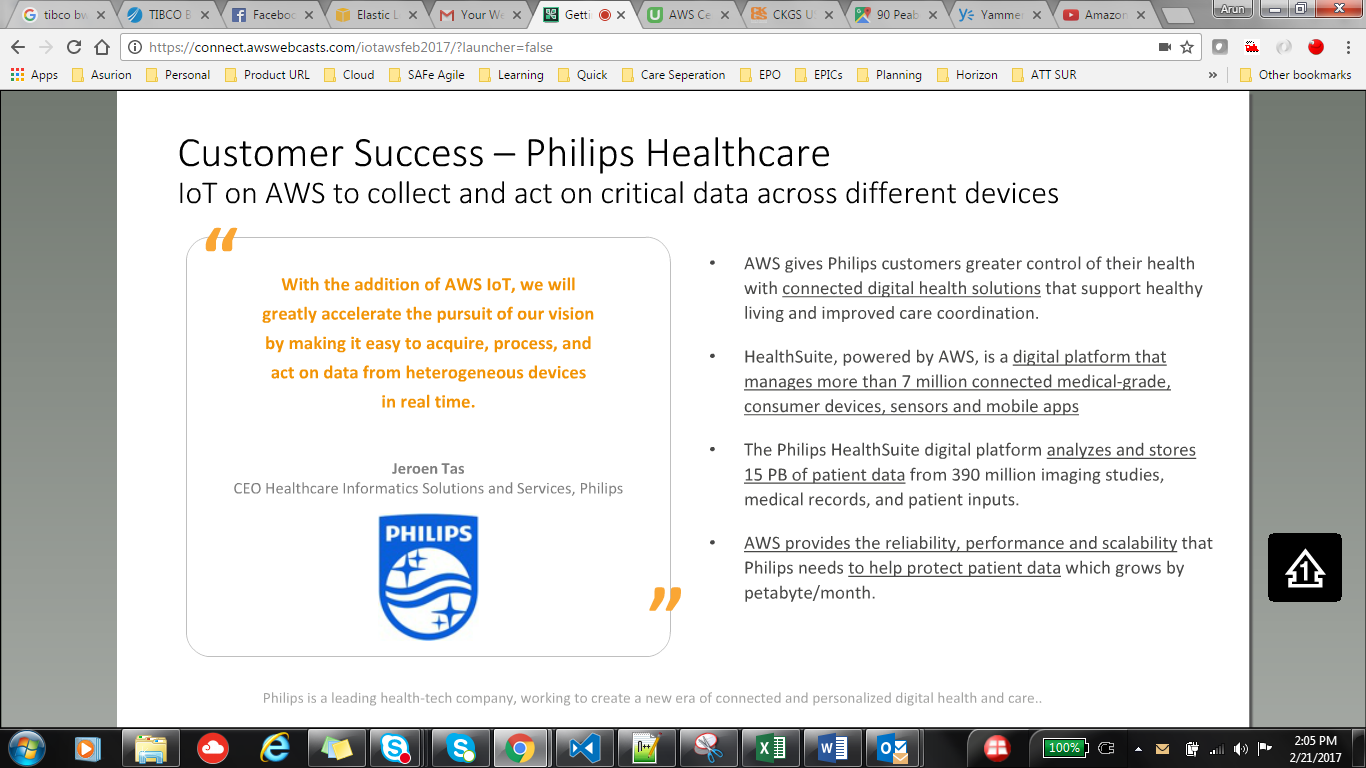 tibco bw
TIBCO B
Faceboo
Elastic L
Your We
Getti
AWS Ce
CKGS U
90 Peab
Yammer
Amazon
Arun
https://connect.awswebcasts.com/iotawsfeb2017/?launcher=false
Apps
Asurion
Personal
Product URL
Cloud
SAFe Agile
Learning
Quick
Care Seperation
EPO
EPICs
Planning
Horizon
ATT SUR
»
Other bookmarks
Customer Success – Philips Healthcare
IoT on AWS to collect and act on critical data across different devices
“
With the addition of AWS IoT, we will
greatly accelerate the pursuit of our vision
by making it easy to acquire, process, and
act on data from heterogeneous devices
in real time.
Jeroen Tas
CEO Healthcare Informatics Solutions and Services, Philips
PHILIPS
”
• AWS gives Philips customers greater control of their health
with connected digital health solutions that support healthy
living and improved care coordination.
• HealthSuite, powered by AWS, is a digital platform that
manages more than 7 million connected medical-grade,
consumer devices, sensors and mobile apps
• The Philips HealthSuite digital platform analyzes and stores
15 PB of patient data from 390 million imaging studies,
medical records, and patient inputs.
• AWS provides the reliability, performance and scalability that
Philips needs to help protect patient data which grows by
petabyte/month.
1
Philips is a leading health-tech company, working to create a new era of connected and personalized digital health and care..
100%
2:05 PM
2/21/2017